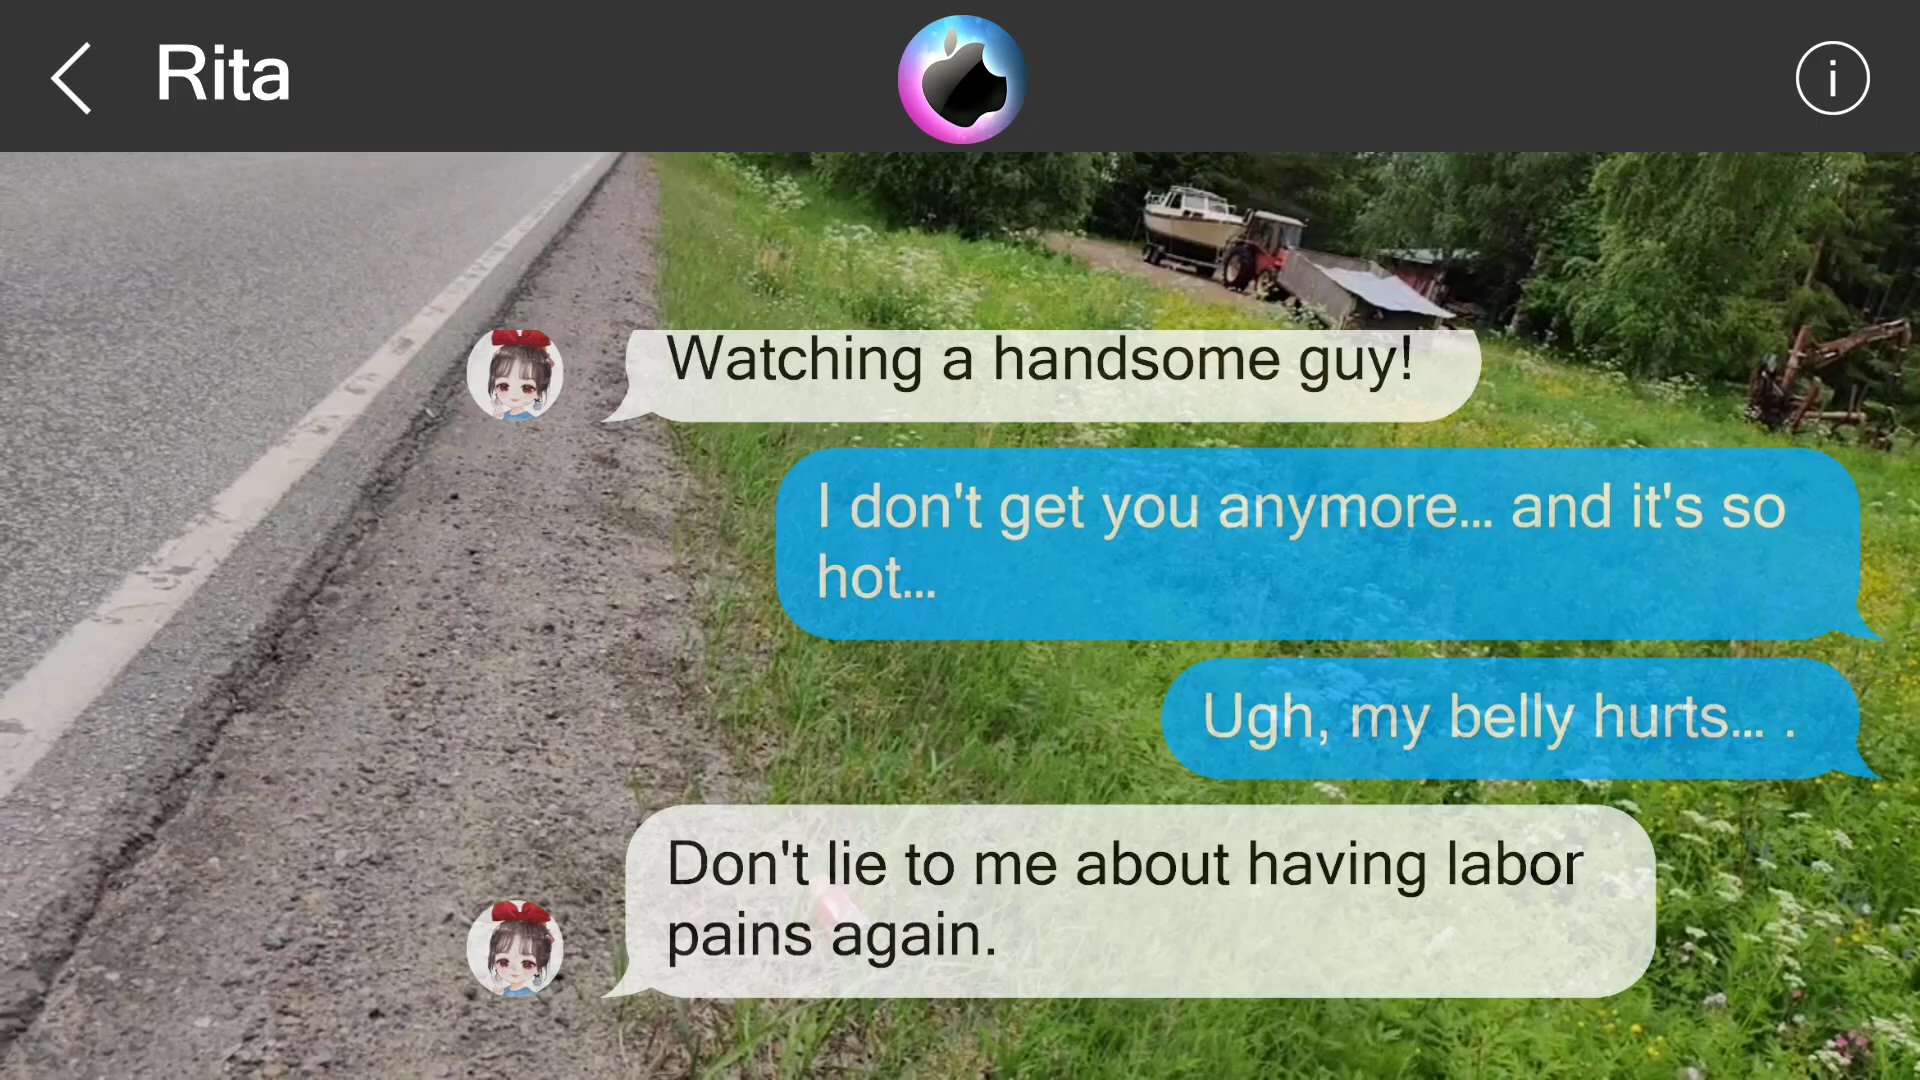 Rita
Watching a handsome guy!
I don't get you anymore... and it's so
hot...
Ugh, my belly hurts... .
Don't lie to me about having labor
pains again.